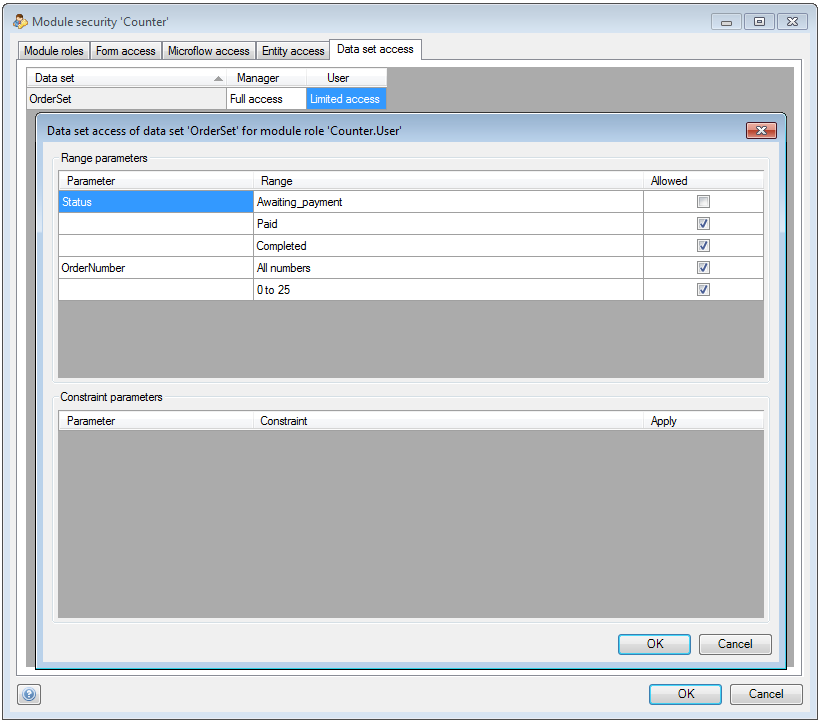 Module security 'Counter'
Module roles Form access Microflow access Entity access Data set access
Data set Manager User
OrderSet Full access Limited access
Data set access of data set 'OrderSet' for module role 'Counter.User'
Range parameters
Parameter Range Allowed
Status Awaiting_payment
Paid
Completed
OrderNumber All numbers
0 to 25
Constraint parameters
Parameter Constraint Apply
OK Cancel
? OK Cancel